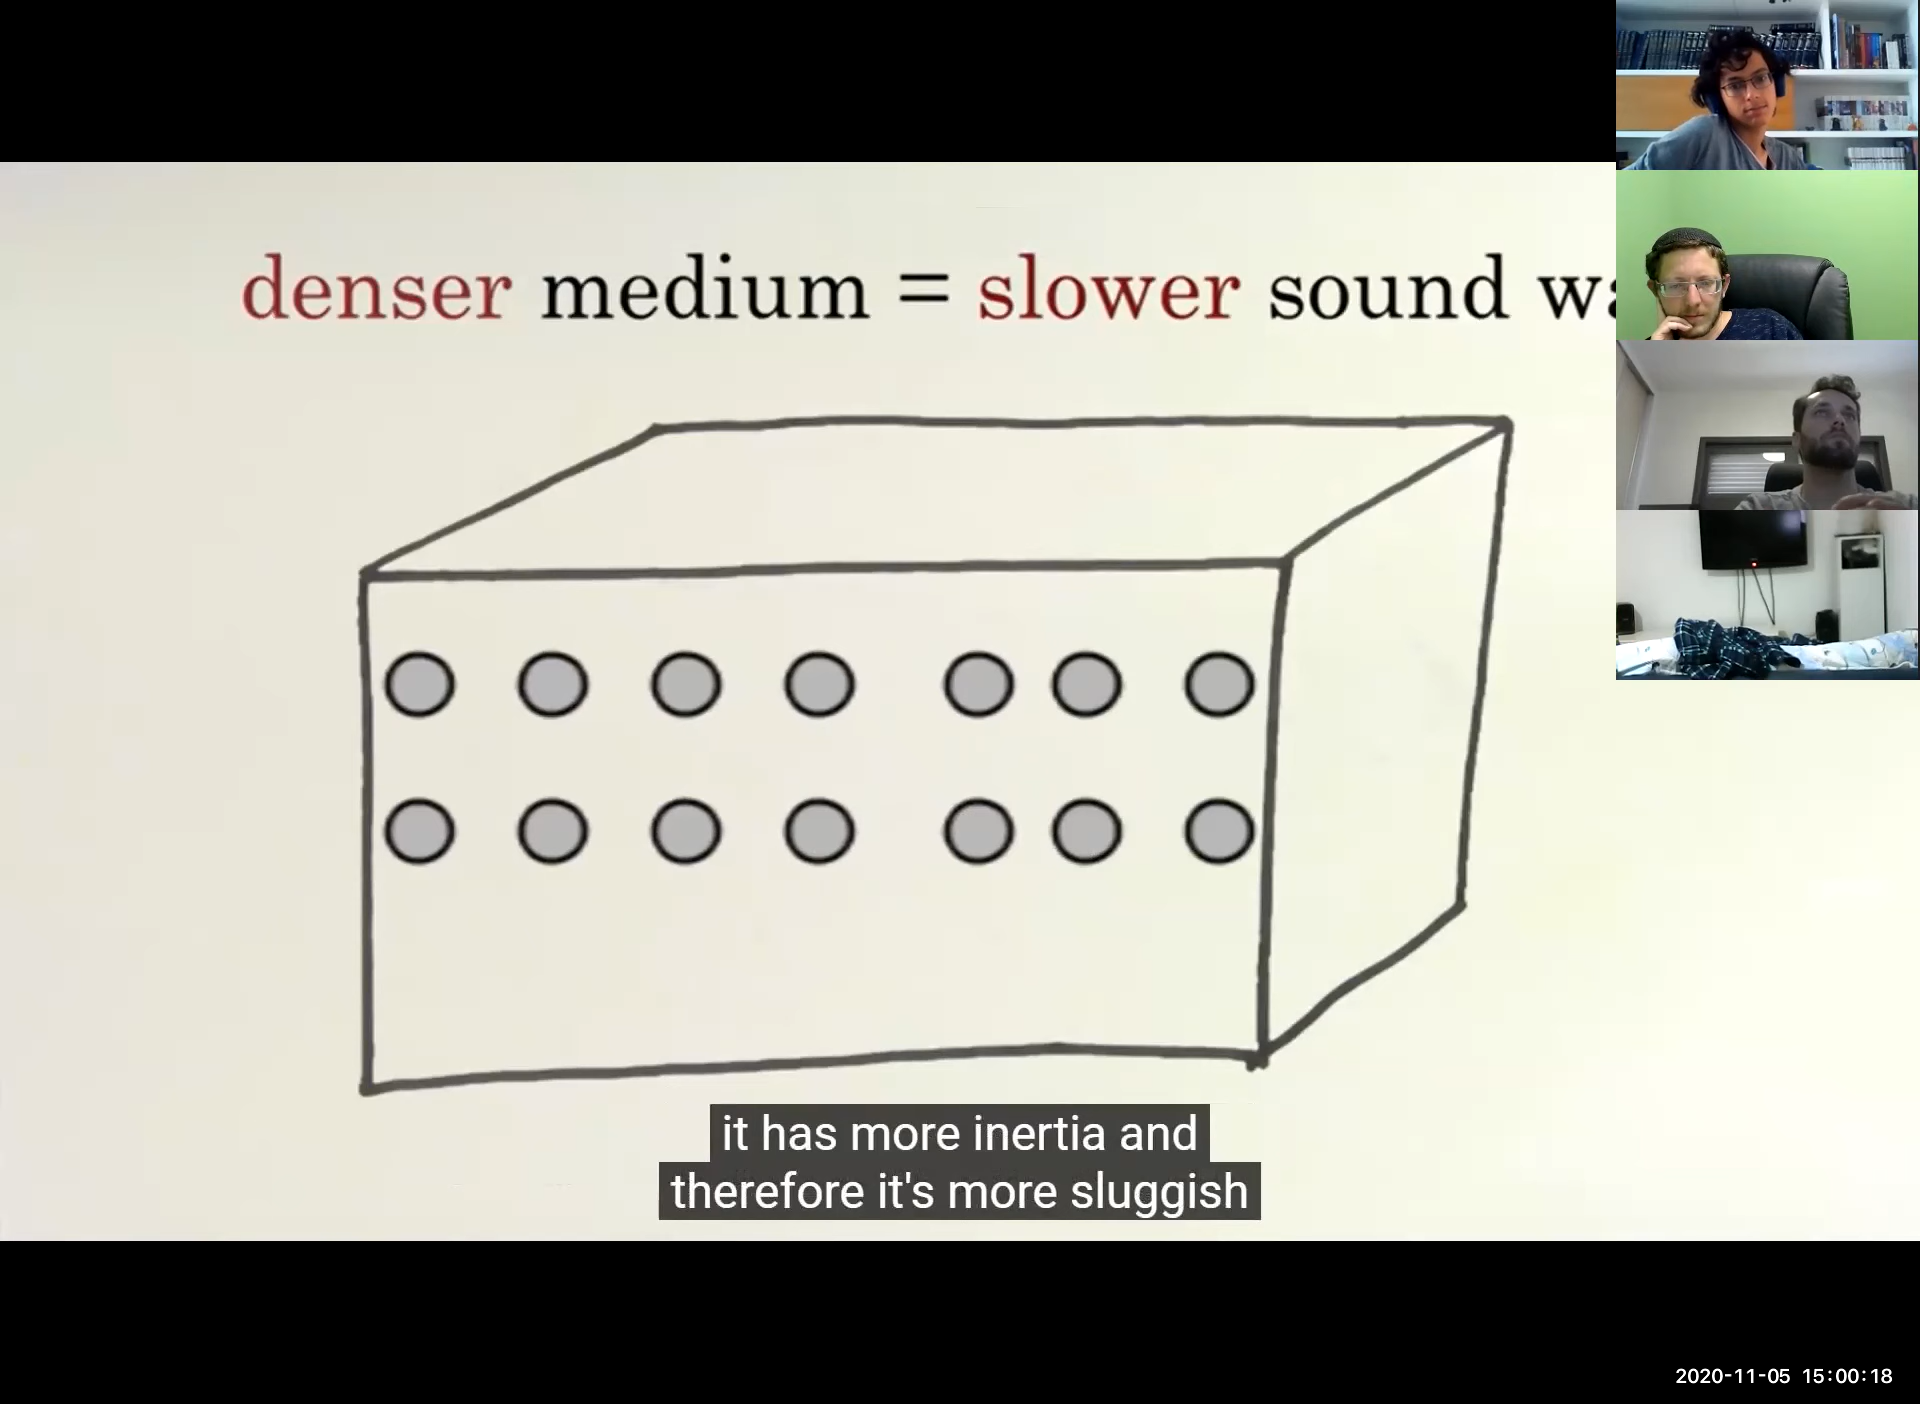 denser medium = slower sound
it has more inertia and
therefore it's more sluggish
2020-11-05 15:00:18